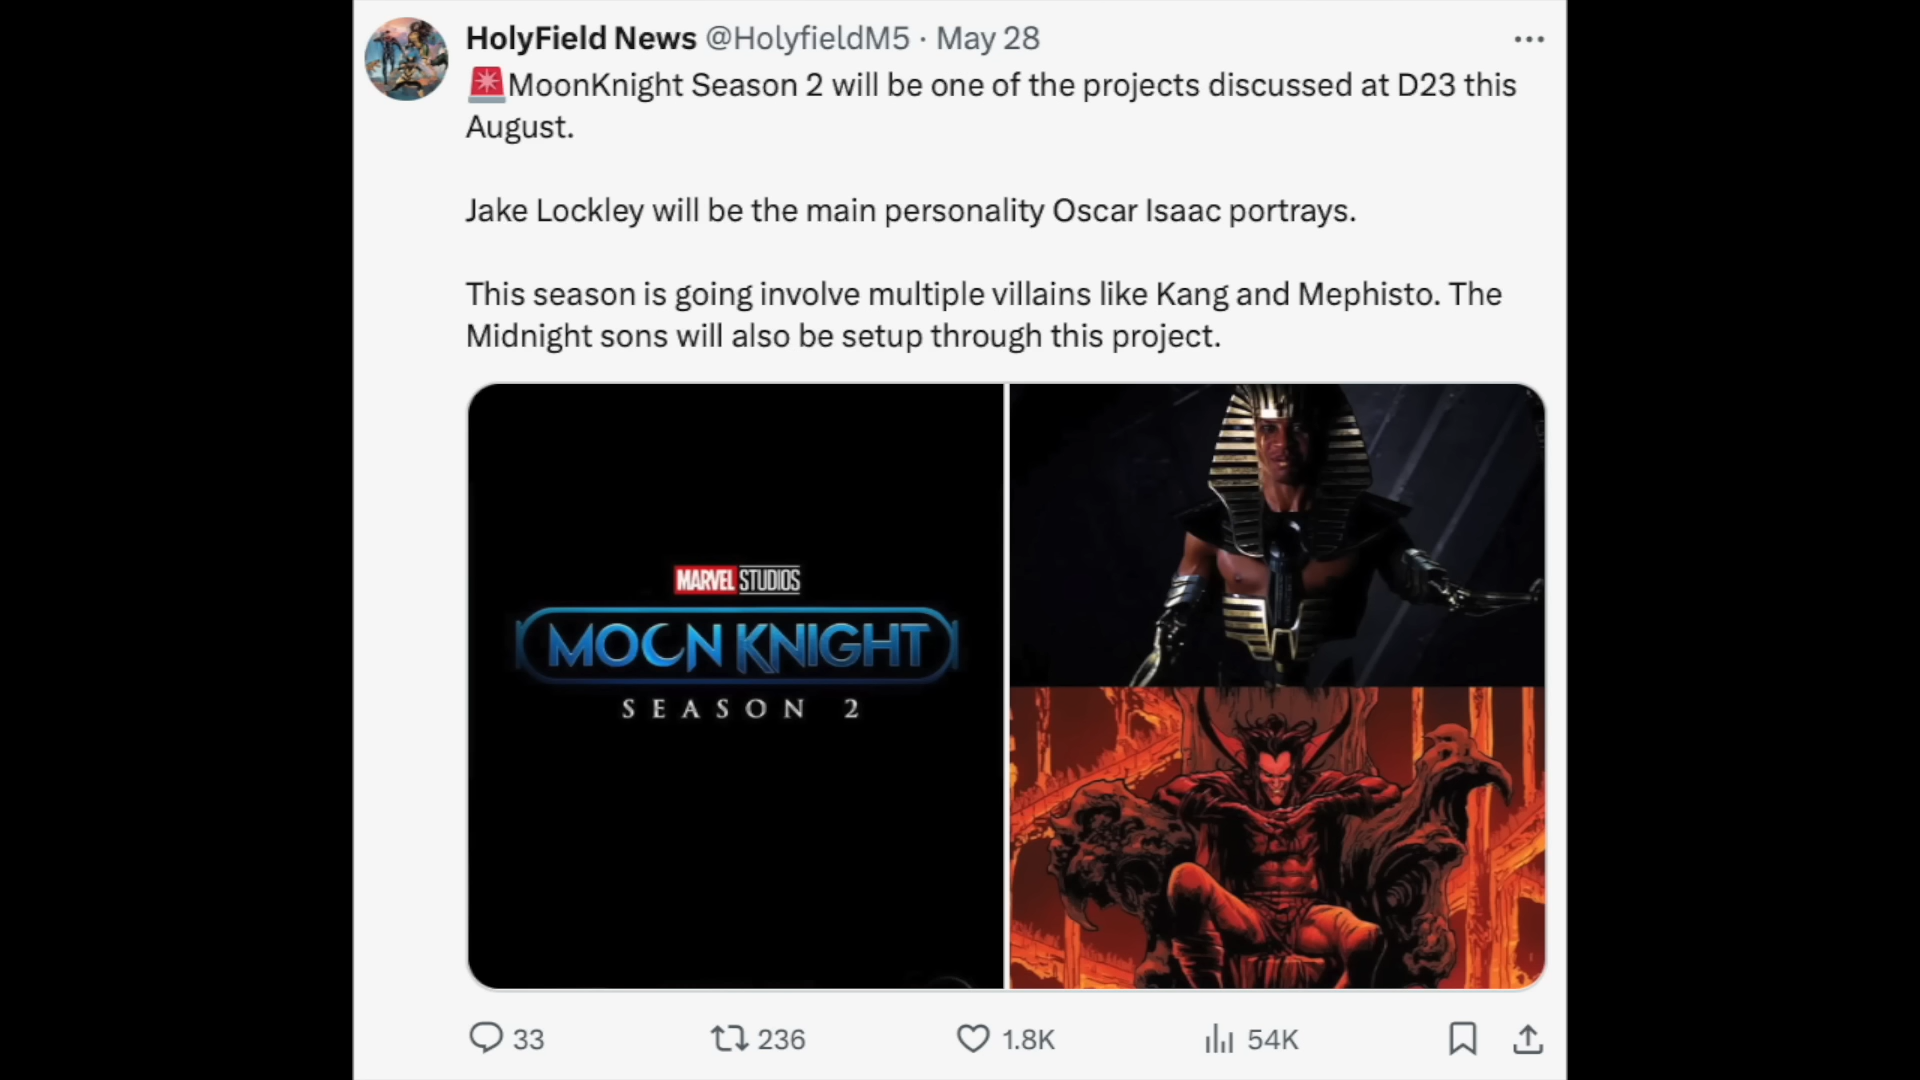 HolyField News @HolyfieldM5 · May 28
🚨MoonKnight Season 2 will be one of the projects discussed at D23 this
August.
Jake Lockley will be the main personality Oscar Isaac portrays.
This season is going involve multiple villains like Kang and Mephisto. The
Midnight sons will also be setup through this project.
MARVEL STUDIOS
MOON KNIGHT
SEASON 2
33 236 1.8K 54K